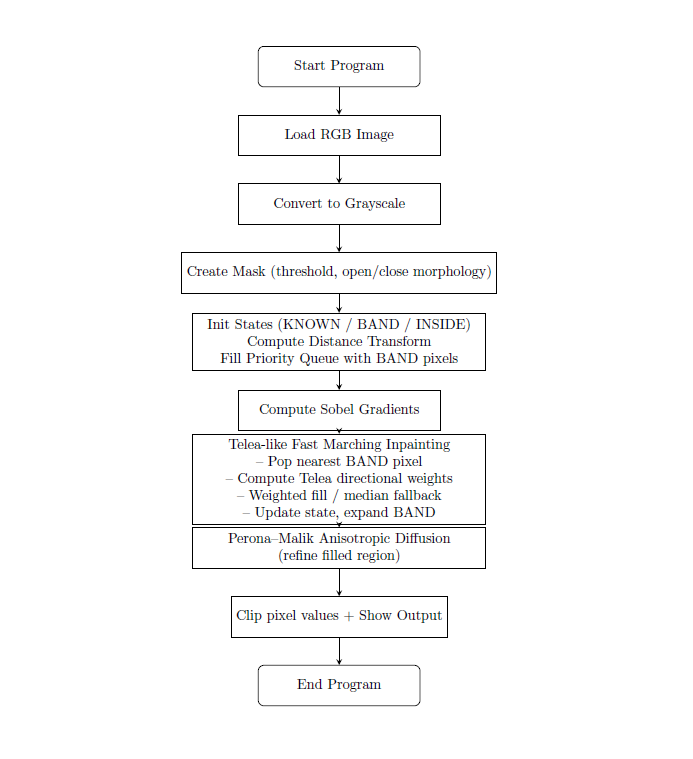 Start Program
Load RGB Image
Convert to Grayscale
Create Mask (threshold, open/close morphology)
Init States (KNOWN / BAND / INSIDE)
Compute Distance Transform
Fill Priority Queue with BAND pixels
Compute Sobel Gradients
Telea-like Fast Marching Inpainting
– Pop nearest BAND pixel
– Compute Telea directional weights
– Weighted fill / median fallback
– Update state, expand BAND
Perona–Malik Anisotropic Diffusion
(refine filled region)
Clip pixel values + Show Output
End Program